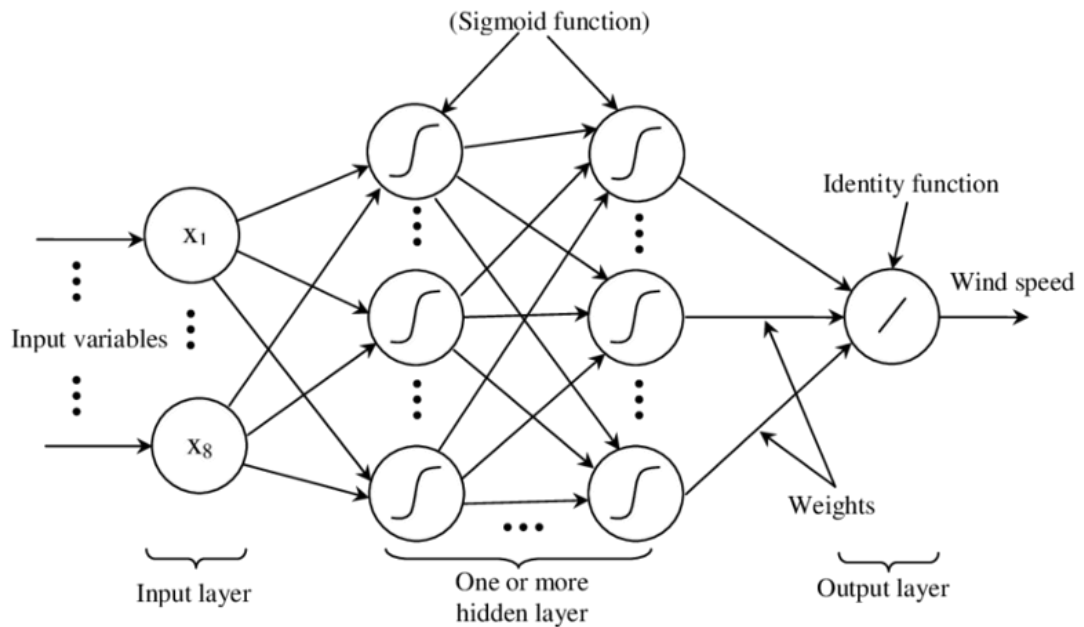 (Sigmoid function)
Identity function
x₁
Wind speed
Input variables
x₈
Weights
Input layer
One or more
hidden layer
Output layer